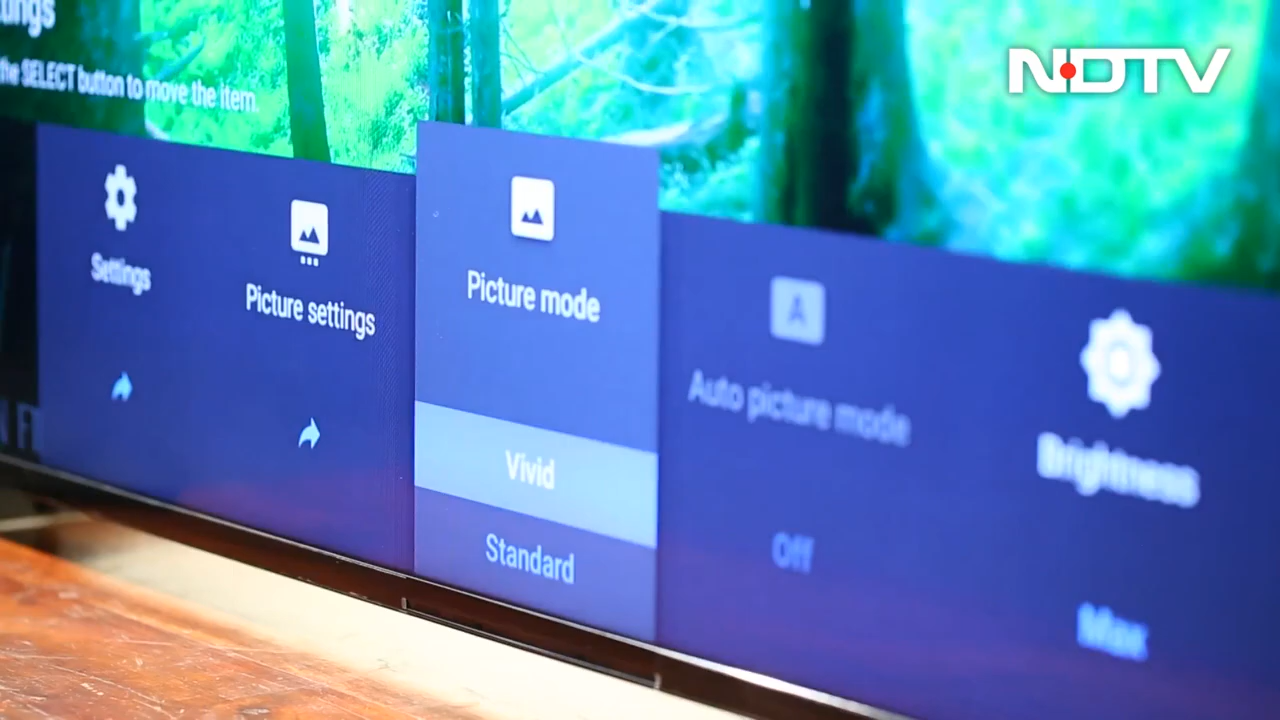 the SELECT button to move the item.
NDTV
Settings
Picture settings
Picture mode
Vivid
Standard
Auto picture mode
Off
Brightness
Max